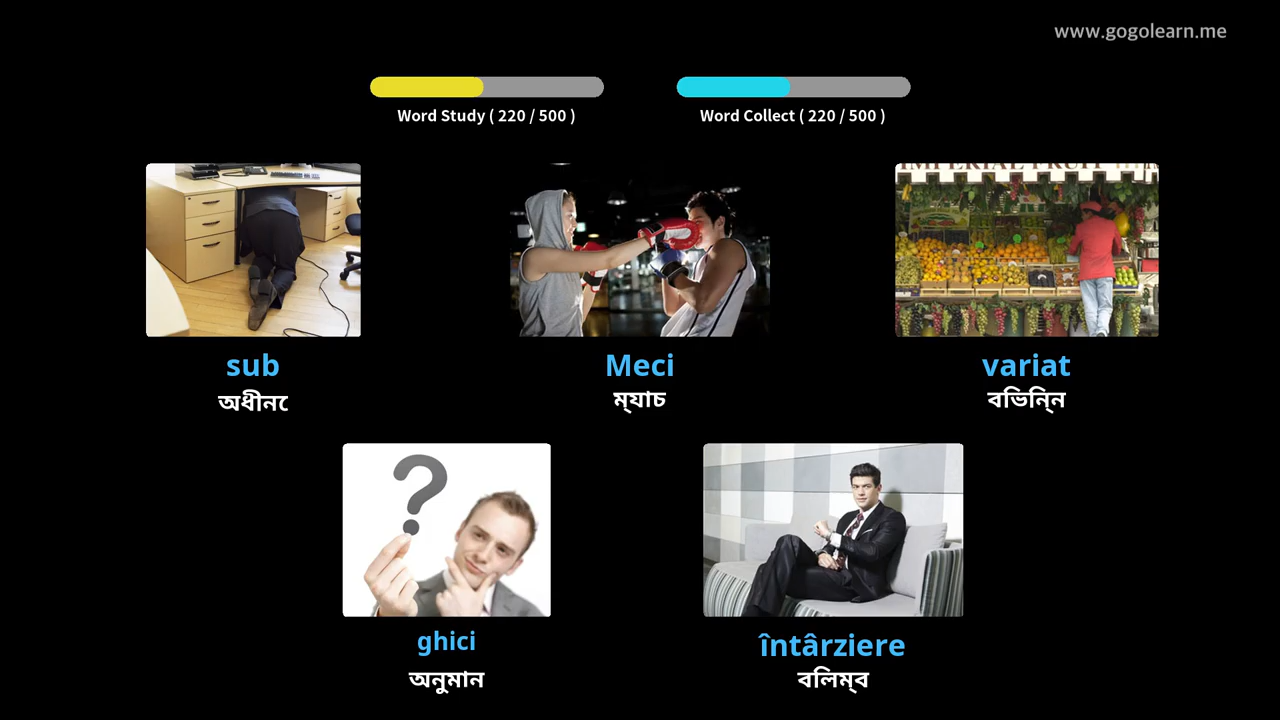 www.gogolearn.me
Word Study ( 220 / 500 )
Word Collect ( 220 / 500 )
sub
অধীনে
Meci
ম্যাচ
variat
বিভিন্ন
ghici
অনুমান
întârziere
বিলম্ব